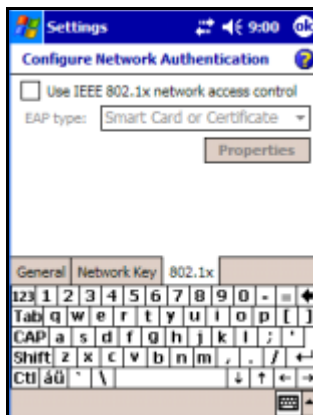 Settings 9:00 ok
Configure Network Authentication ?
Use IEEE 802.1x network access control
EAP type: Smart Card or Certificate
Properties
General Network Key 802.1x
123 1 2 3 4 5 6 7 8 9 0 - =
Tab q w e r t y u i o p [ ]
CAP a s d f g h j k l ; '
Shift z x c v b n m , . /
Ctl áü ` \